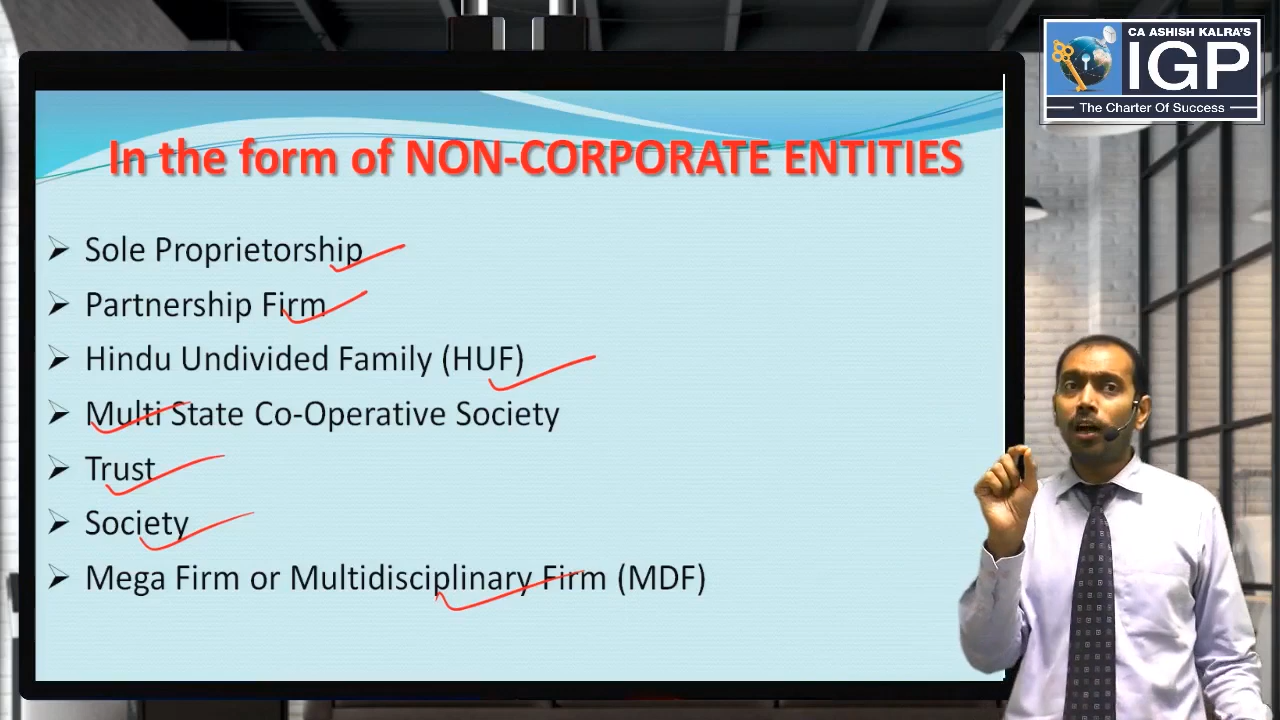 CA ASHISH KALRA'S
IGP
The Charter Of Success
In the form of NON-CORPORATE ENTITIES
Sole Proprietorship
Partnership Firm
Hindu Undivided Family (HUF)
Multi State Co-Operative Society
Trust
Society
Mega Firm or Multidisciplinary Firm (MDF)